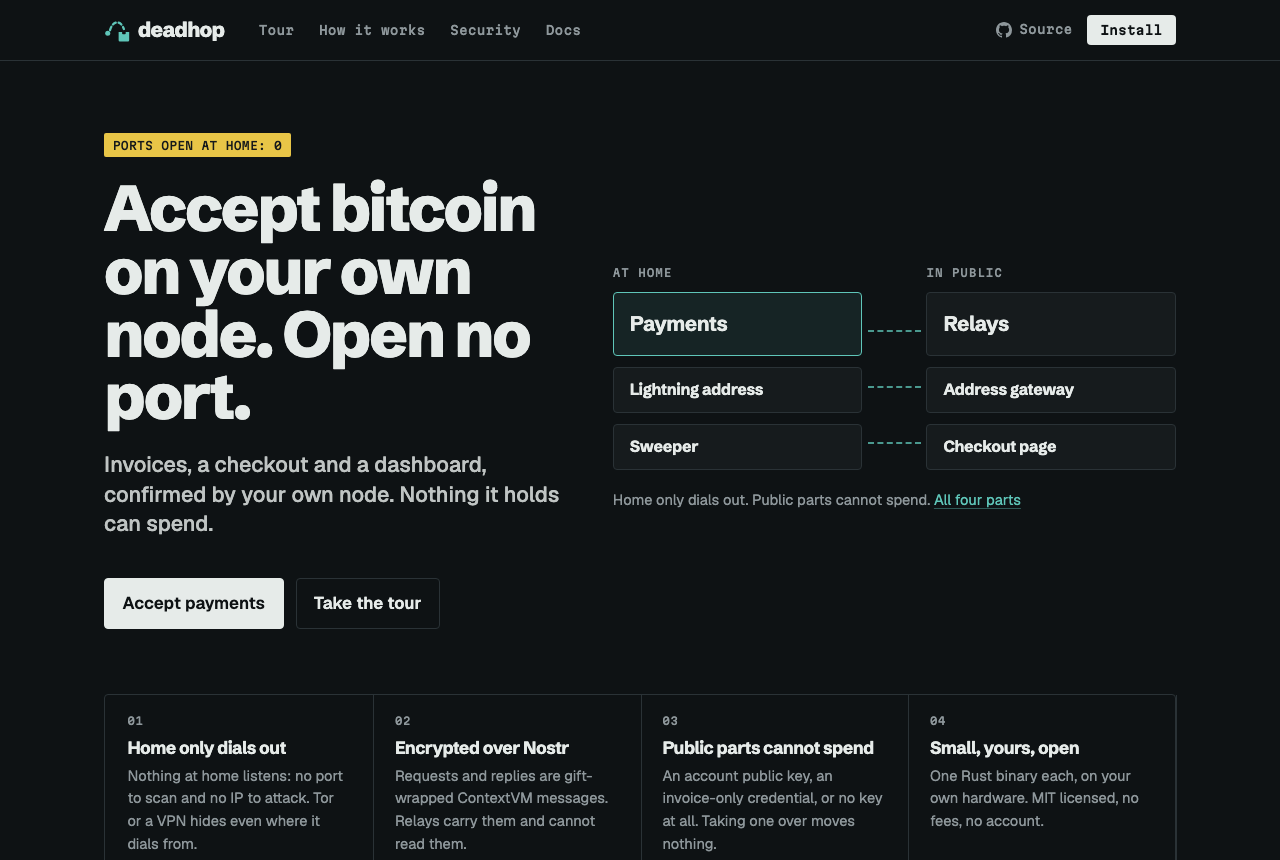 deadhop
Tour
How it works
Security
Docs
Source
Install
PORTS OPEN AT HOME: 0
Accept bitcoin
on your own
node. Open no
port.
Invoices, a checkout and a dashboard,
confirmed by your own node. Nothing it holds
can spend.
Accept payments
Take the tour
AT HOME
IN PUBLIC
Payments
Relays
Lightning address
Address gateway
Sweeper
Checkout page
Home only dials out. Public parts cannot spend. All four parts
01
Home only dials out
Nothing at home listens: no port
to scan and no IP to attack. Tor
or a VPN hides even where it
dials from.
02
Encrypted over Nostr
Requests and replies are gift-
wrapped ContextVM messages.
Relays carry them and cannot
read them.
03
Public parts cannot spend
An account public key, an
invoice-only credential, or no key
at all. Taking one over moves
nothing.
04
Small, yours, open
One Rust binary each, on your
own hardware. MIT licensed, no
fees, no account.